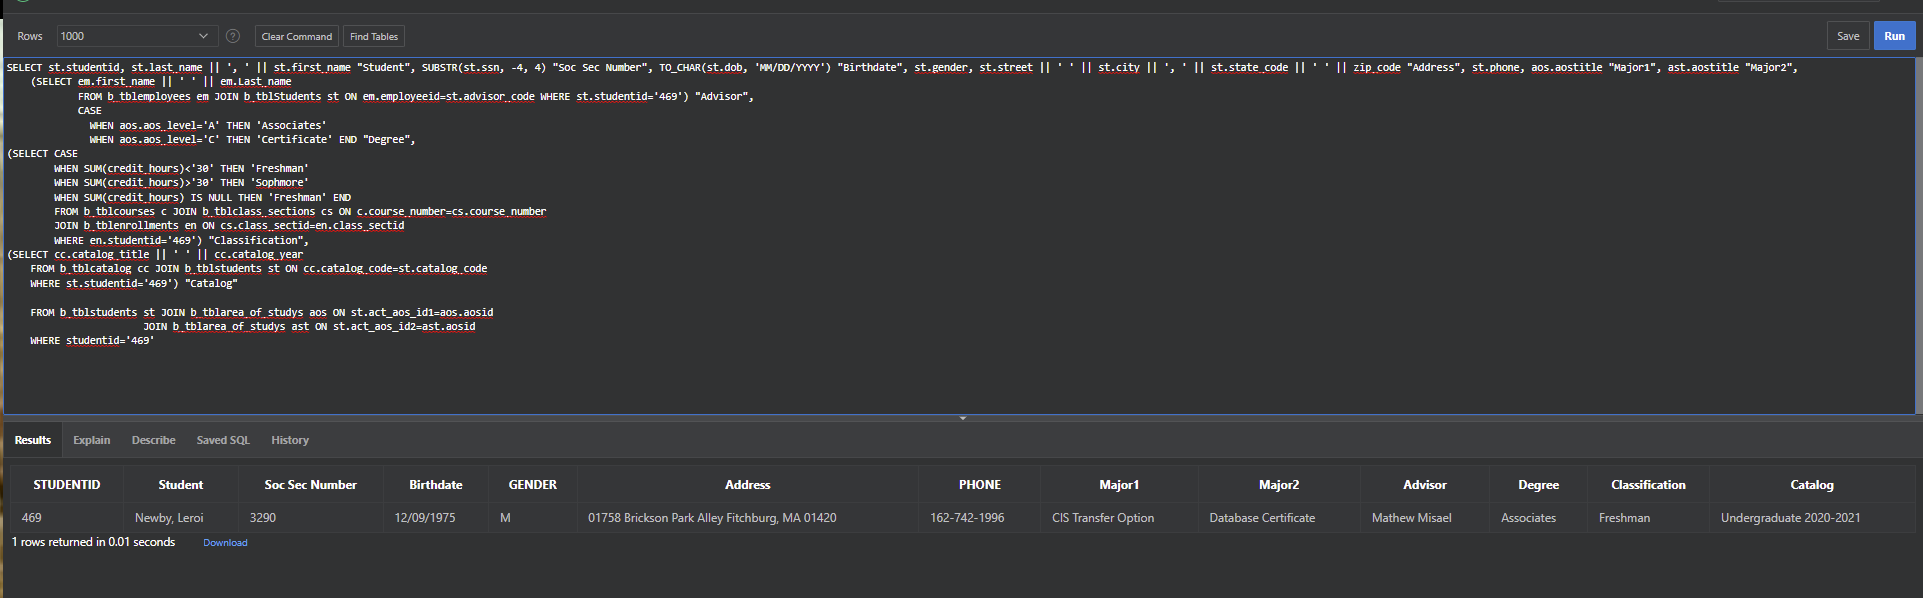 Rows 1000 ? Clear Command Find Tables Save Run
SELECT st.studentid, st.last_name || ', ' || st.first_name "Student", SUBSTR(st.ssn, -4, 4) "Soc Sec Number", TO_CHAR(st.dob, 'MM/DD/YYYY') "Birthdate", st.gender, st.street || ' ' || st.city || ', ' || st.state_code || ' ' || zip_code "Address", st.phone, aos.aostitle "Major1", ast.aostitle "Major2",
(SELECT em.first_name || ' ' || em.Last_name
FROM b_tblemployees em JOIN b_tblStudents st ON em.employeeid=st.advisor_code WHERE st.studentid='469') "Advisor",
CASE
WHEN aos.aos_level='A' THEN 'Associates'
WHEN aos.aos_level='C' THEN 'Certificate' END "Degree",
(SELECT CASE
WHEN SUM(credit_hours)<'30' THEN 'Freshman'
WHEN SUM(credit_hours)>'30' THEN 'Sophmore'
WHEN SUM(credit_hours) IS NULL THEN 'Freshman' END
FROM b_tblcourses c JOIN b_tblclass_sections cs ON c.course_number=cs.course_number
JOIN b_tblenrollments en ON cs.class_sectid=en.class_sectid
WHERE en.studentid='469') "Classification",
(SELECT cc.catalog_title || ' ' || cc.catalog_year
FROM b_tblcatalog cc JOIN b_tblstudents st ON cc.catalog_code=st.catalog_code
WHERE st.studentid='469') "Catalog"
FROM b_tblstudents st JOIN b_tblarea_of_studys aos ON st.act_aos_id1=aos.aosid
JOIN b_tblarea_of_studys ast ON st.act_aos_id2=ast.aosid
WHERE studentid='469'
Results Explain Describe Saved SQL History
STUDENTID Student Soc Sec Number Birthdate GENDER Address PHONE Major1 Major2 Advisor Degree Classification Catalog
469 Newby, Leroi 3290 12/09/1975 M 01758 Brickson Park Alley Fitchburg, MA 01420 162-742-1996 CIS Transfer Option Database Certificate Mathew Misael Associates Freshman Undergraduate 2020-2021
1 rows returned in 0.01 seconds Download